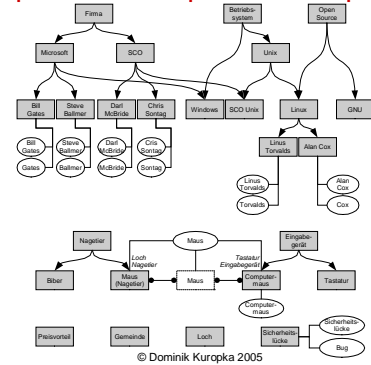 Firma
Betriebs-
system
Open
Source
Microsoft
SCO
Unix
Bill
Gates
Steve
Ballmer
Darl
McBride
Chris
Sontag
Windows
SCO Unix
Linux
GNU
Bill
Gates
Steve
Ballmer
Darl
McBride
Cris
Sontag
Gates
Ballmer
McBride
Sontag
Linus
Torvalds
Alan Cox
Linus
Torvalds
Alan
Cox
Torvalds
Cox
Nagetier
Maus
Eingabe-
gerät
Loch
Nagetier
Tastatur
Eingabegerät
Biber
Maus
(Nagetier)
Maus
Computer-
maus
Tastatur
Computer-
maus
Preisvorteil
Gemeinde
Loch
Sicherheits-
lücke
Sicherheits-
lücke
Bug
© Dominik Kuropka 2005